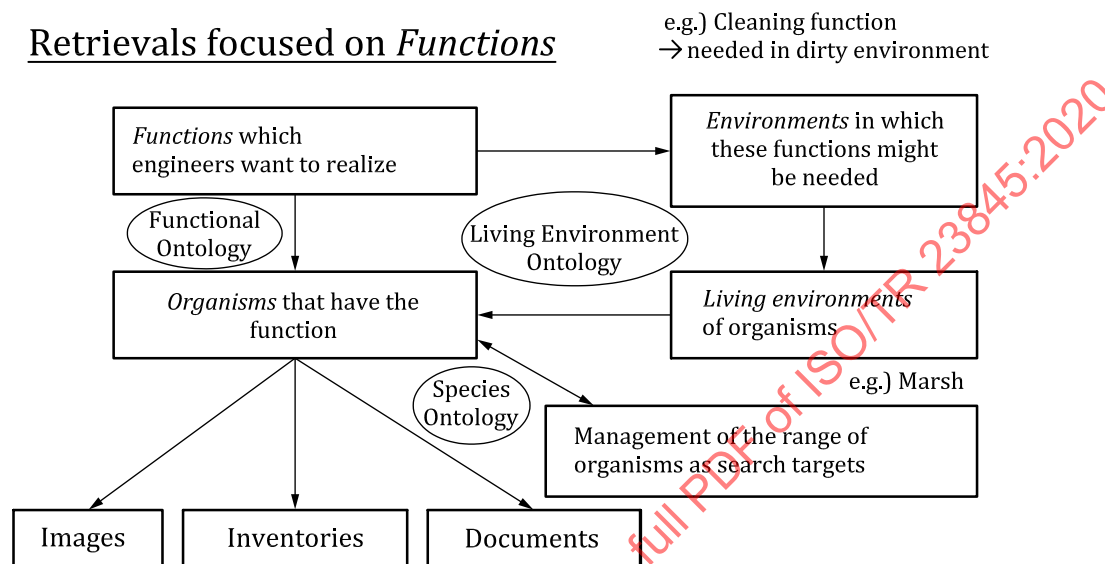 Retrievals focused on Functions
e.g.) Cleaning function
→ needed in dirty environment
Functions which
engineers want to realize
Environments in which
these functions might
be needed
Functional
Ontology
Living Environment
Ontology
Organisms that have the
function
Living environments
of organisms
e.g.) Marsh
Species
Ontology
Management of the range of
organisms as search targets
Images
Inventories
Documents
full PDF of ISO/TR 23845:2020